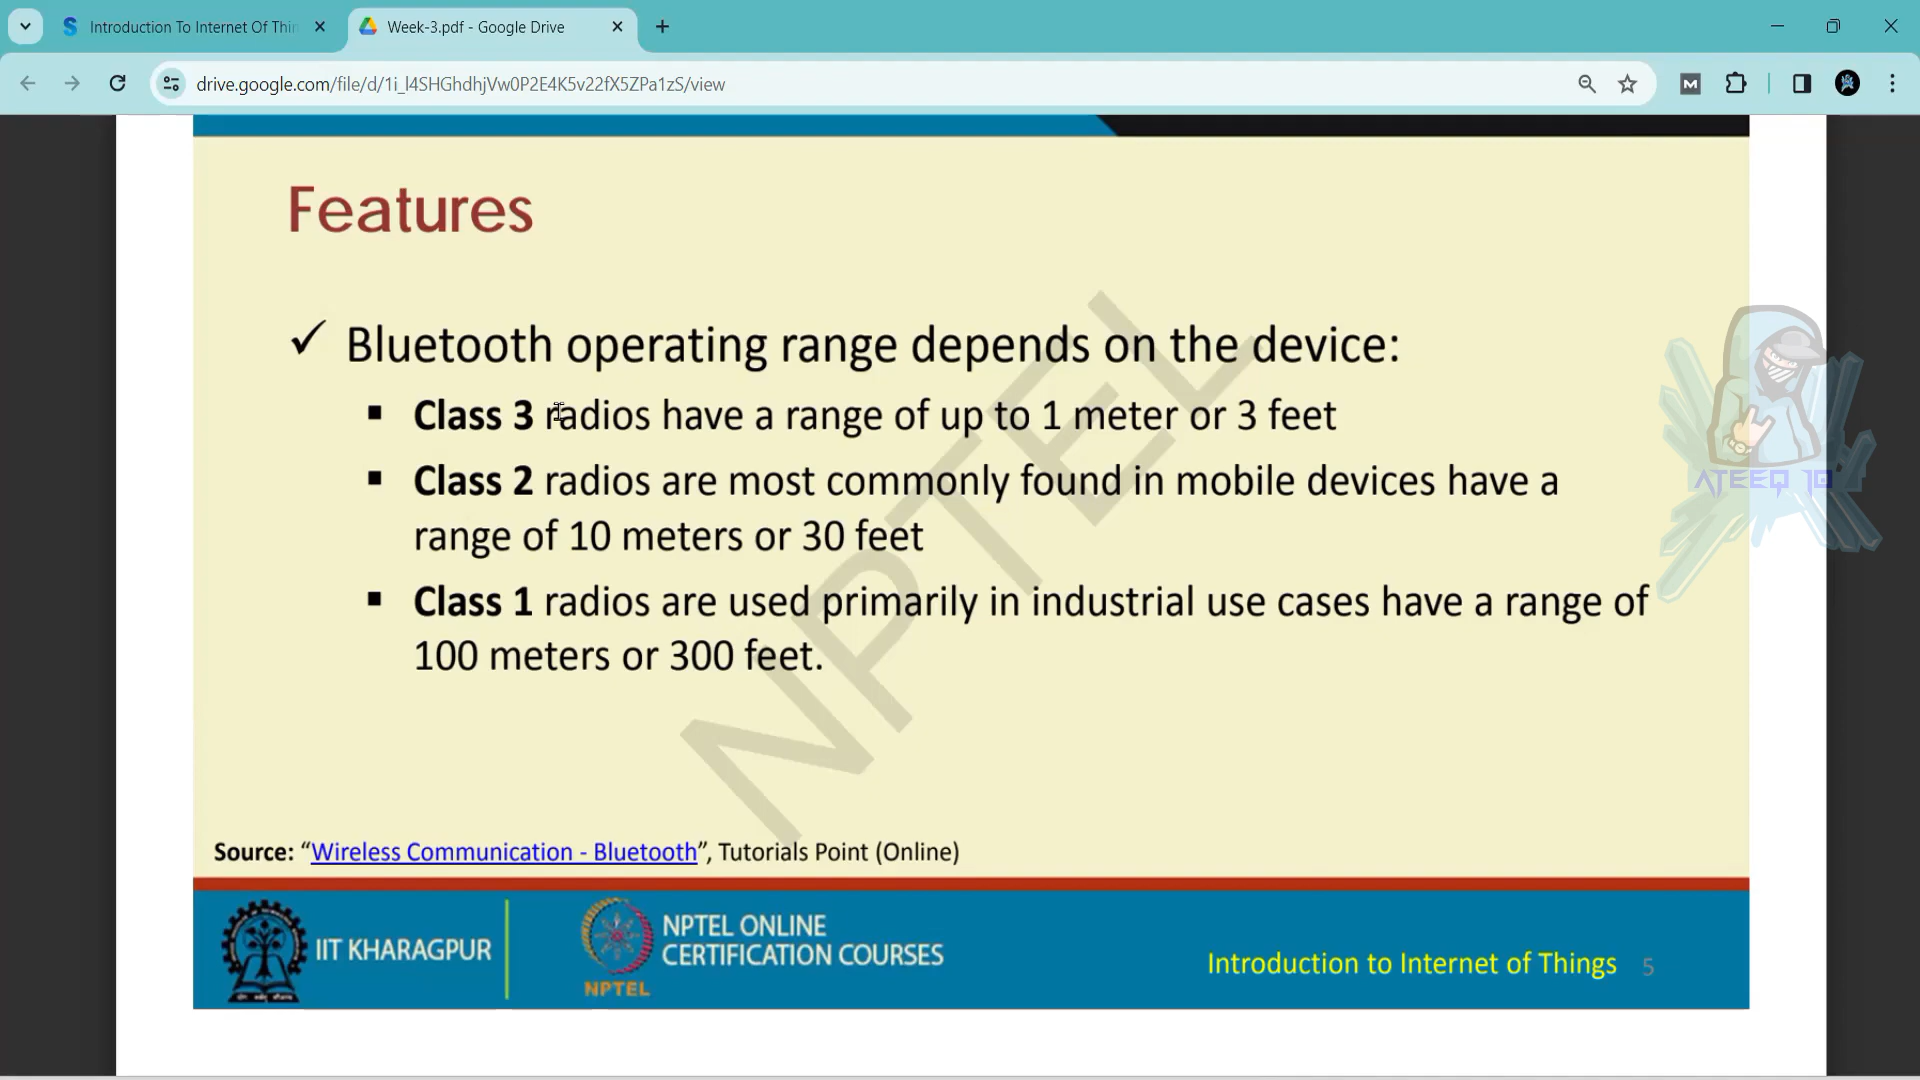 Introduction To Internet Of Thin
Week-3.pdf - Google Drive
drive.google.com/file/d/1i_l4SHGhdhjVw0P2E4K5v22fX5ZPa1zS/view
Features
✓ Bluetooth operating range depends on the device:
▪ Class 3 radios have a range of up to 1 meter or 3 feet
▪ Class 2 radios are most commonly found in mobile devices have a
range of 10 meters or 30 feet
▪ Class 1 radios are used primarily in industrial use cases have a range of
100 meters or 300 feet.
NPTEL
ATEEQ 10
Source: “Wireless Communication - Bluetooth”, Tutorials Point (Online)
IIT KHARAGPUR
NPTEL
NPTEL ONLINE
CERTIFICATION COURSES
Introduction to Internet of Things 5